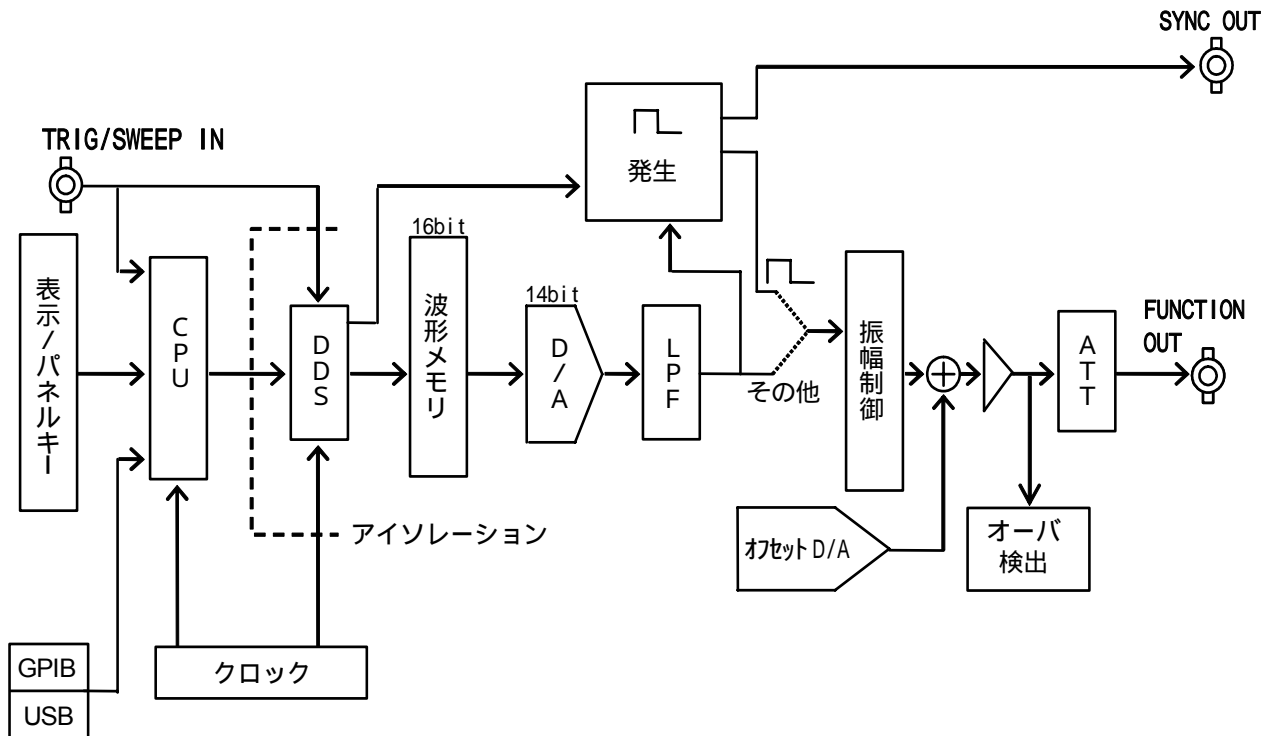 SYNC OUT
TRIG/SWEEP IN
発生
16bit
14bit
表示/パネルキー
CPU
DDS
波形メモリ
D/A
LPF
その他
振幅制御
ATT
FUNCTION
OUT
アイソレーション
オフセット D/A
オーバ
検出
クロック
GPIB
USB